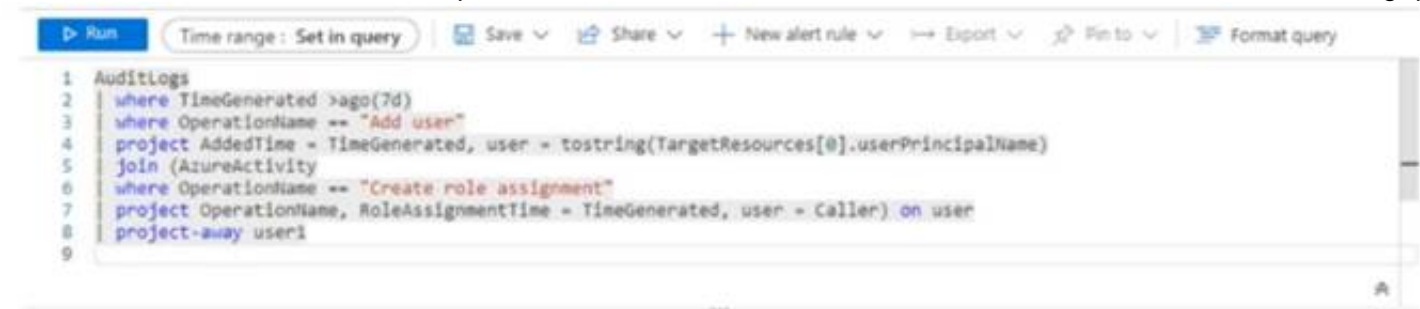 Run Time range : Set in query Save Share New alert rule Export Pin to Format query
1 AuditLogs
2 | where TimeGenerated >ago(7d)
3 | where OperationName == "Add user"
4 | project AddedTime = TimeGenerated, user = tostring(TargetResources[0].userPrincipalName)
5 | join (AzureActivity
6 | where OperationName == "Create role assignment"
7 | project OperationName, RoleAssignmentTime = TimeGenerated, user = Caller) on user
8 | project-away user1
9